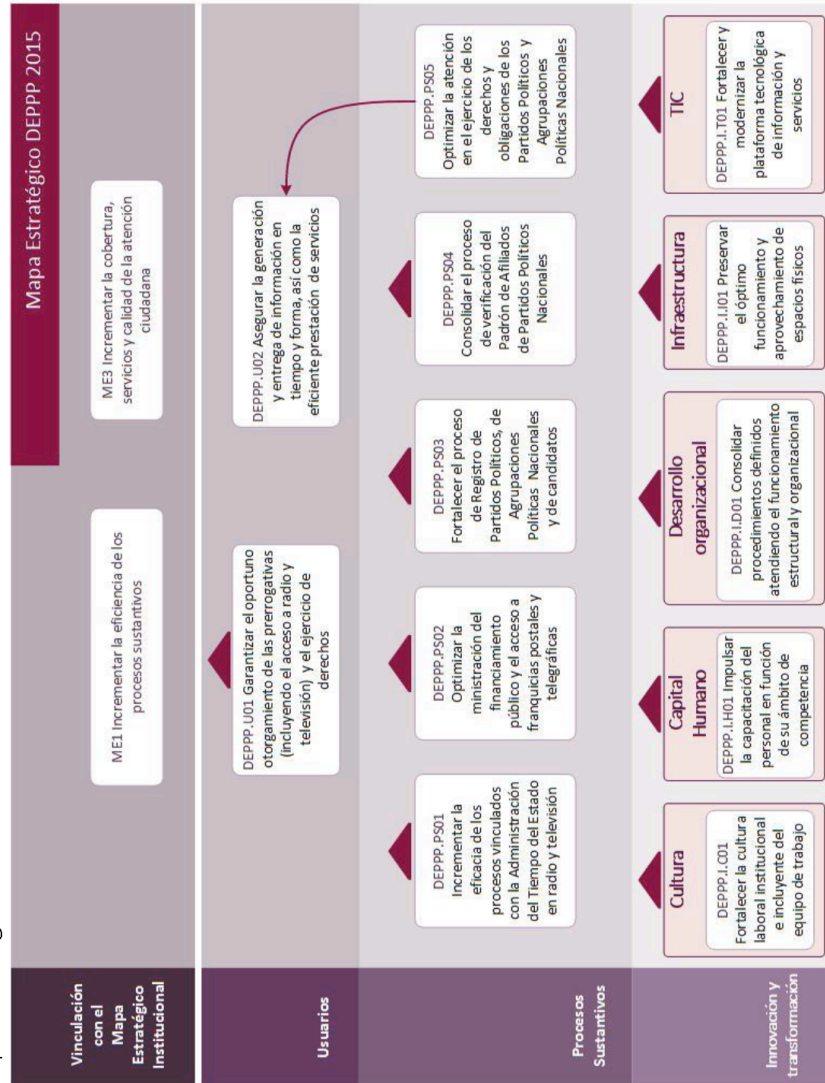 Mapa Estratégico DEPPP 2015
Vinculación
con el
Mapa
Estratégico
Institucional
ME1 Incrementar la eficiencia de los
procesos sustantivos
ME3 Incrementar la cobertura,
servicios y calidad de la atención
ciudadana
Usuarios
DEPPP.U01 Garantizar el oportuno
otorgamiento de las prerrogativas
(incluyendo el acceso a radio y
televisión) y el ejercicio de
derechos
DEPPP.U02 Asegurar la generación
y entrega de información en
tiempo y forma, así como la
eficiente prestación de servicios
Procesos
Sustantivos
DEPPP.PS01
Incrementar la
eficacia de los
procesos vinculados
con la Administración
del Tiempo del Estado
en radio y televisión
DEPPP.PS02
Optimizar la
ministración del
financiamiento
público y el acceso a
franquicias postales y
telegráficas
DEPPP.PS03
Fortalecer el proceso
de Registro de
Partidos Políticos, de
Agrupaciones
Políticas Nacionales
y de candidatos
DEPPP.PS04
Consolidar el proceso
de verificación del
Padrón de Afiliados
de Partidos Políticos
Nacionales
DEPPP.PS05
Optimizar la atención
en el ejercicio de los
derechos y
obligaciones de los
Partidos Políticos y
Agrupaciones
Políticas Nacionales
Innovación y
transformación
Cultura
DEPPP.I.C01
Fortalecer la cultura
laboral institucional
e incluyente del
equipo de trabajo
Capital
Humano
DEPPP.I.H01 Impulsar
la capacitación del
personal en función
de su ámbito de
competencia
Desarrollo
organizacional
DEPPP.I.D01 Consolidar
procedimientos definidos
atendiendo el funcionamiento
estructural y organizacional
Infraestructura
DEPPP.I.I01 Preservar
el óptimo
funcionamiento y
aprovechamiento de
espacios físicos
TIC
DEPPP.I.T01 Fortalecer y
modernizar la
plataforma tecnológica
de información y
servicios